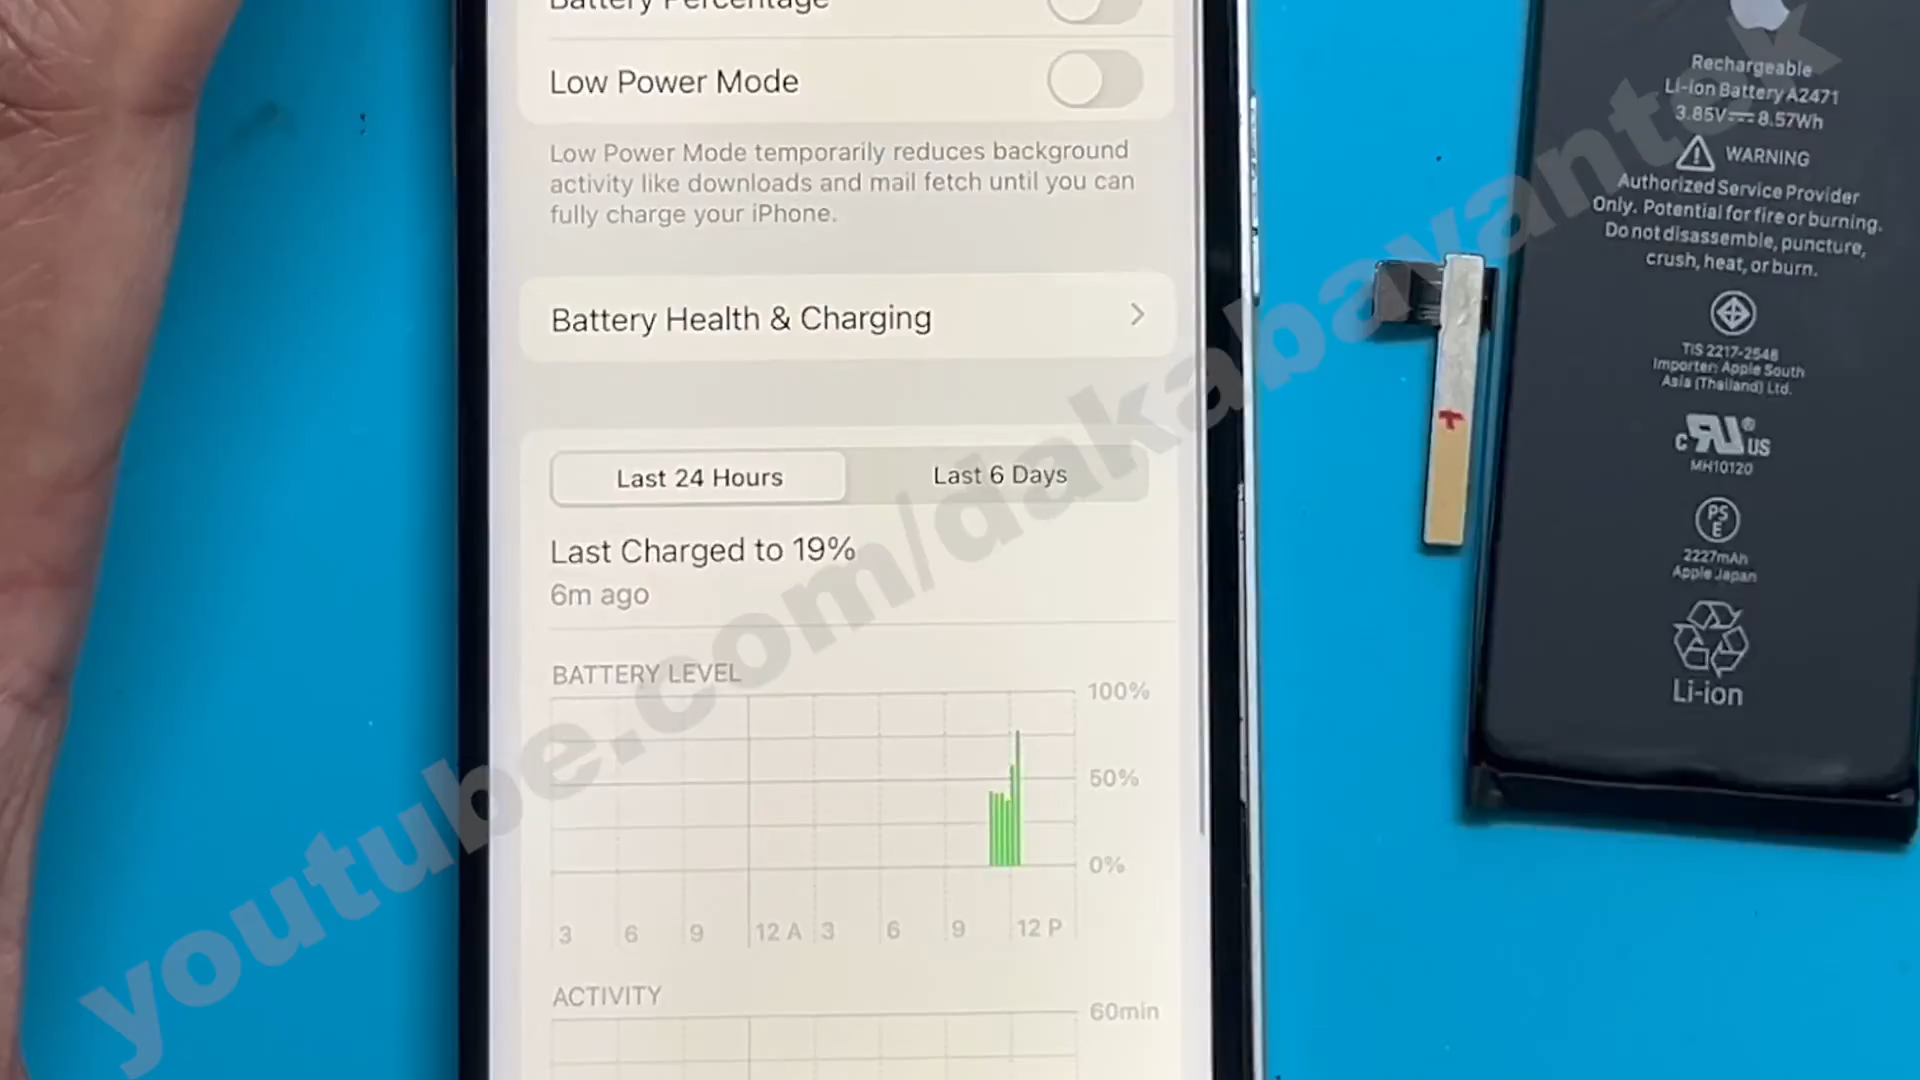 Battery Percentage
Low Power Mode
Low Power Mode temporarily reduces background
activity like downloads and mail fetch until you can
fully charge your iPhone.
Battery Health & Charging
Last 24 Hours
Last 6 Days
Last Charged to 19%
6m ago
BATTERY LEVEL
100%
50%
0%
3 6 9 12 A 3 6 9 12 P
ACTIVITY
60min
Rechargeable
Li-ion Battery A2471
3.85V⎓8.57Wh
WARNING
Authorized Service Provider
Only. Potential for fire or burning.
Do not disassemble, puncture,
crush, heat, or burn.
TIS 2217-2548
Importer: Apple South
Asia (Thailand) Ltd.
c RU® US
MH10120
PS
E
2227mAh
Apple Japan
Li-ion
youtube.com/dakabavantek